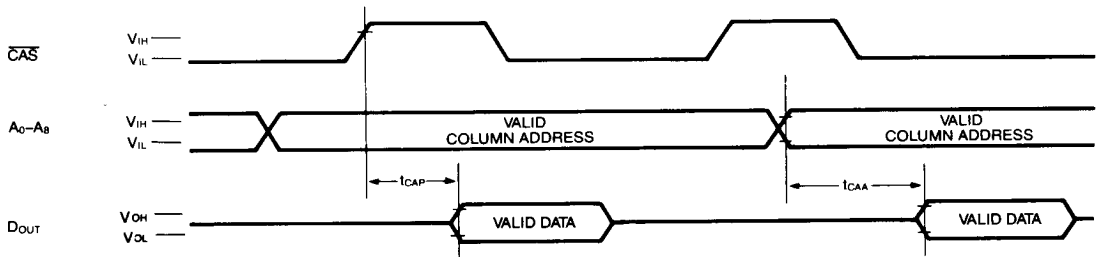 CAS
VIH
VIL
A0–A8
VIH
VIL
VALID
COLUMN ADDRESS
VALID
COLUMN ADDRESS
tCAP
tCAA
DOUT
VOH
VOL
VALID DATA
VALID DATA